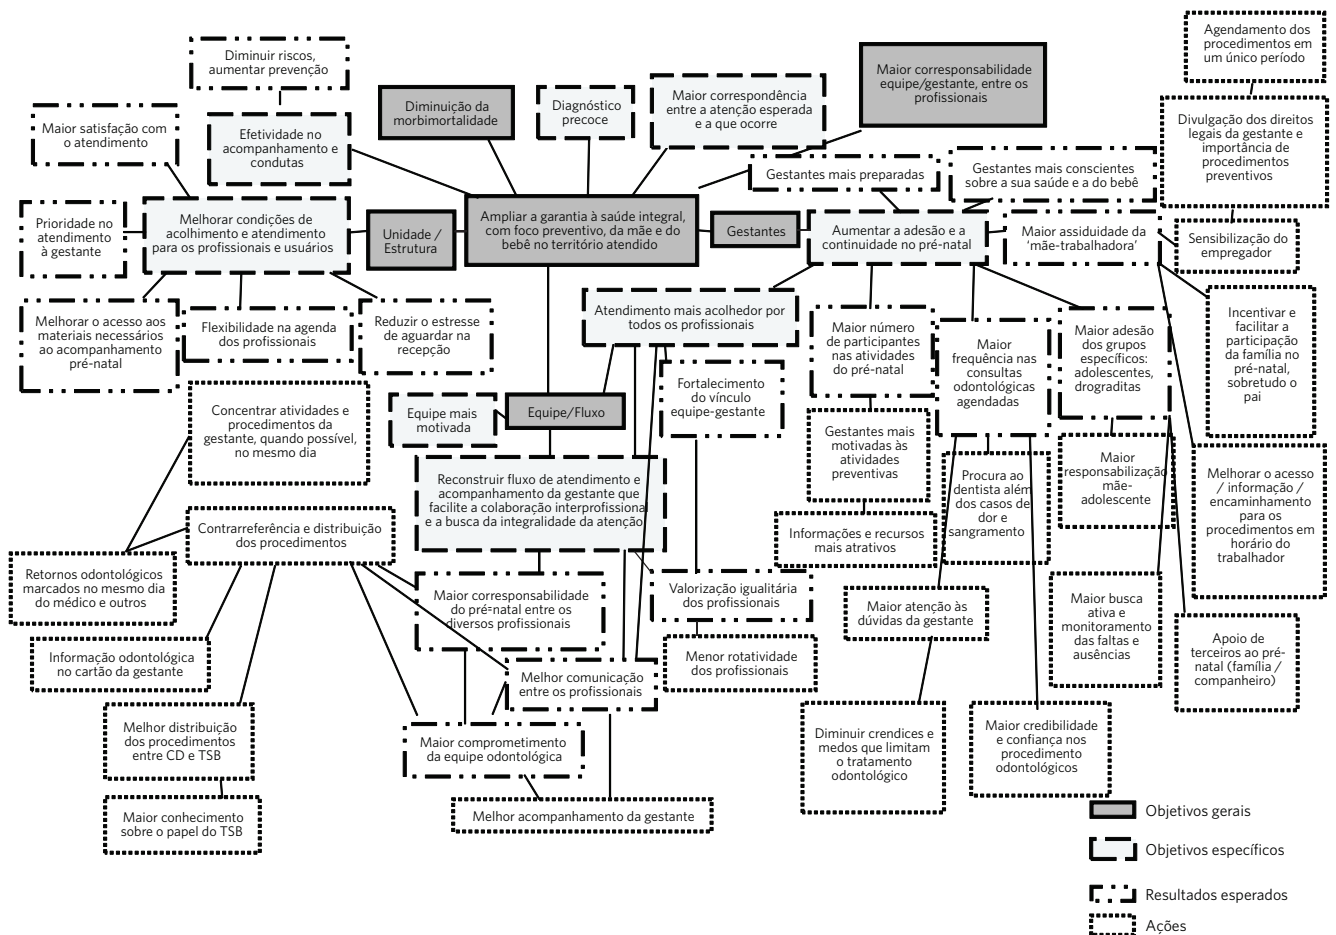 Agendamento dos
procedimentos em
um único período
Diminuir riscos,
aumentar prevenção
Maior corresponsabilidade
equipe/gestante, entre os
profissionais
Diminuição da
morbimortalidade
Diagnóstico
precoce
Maior correspondência
entre a atenção esperada
e a que ocorre
Divulgação dos direitos
legais da gestante e
importância de
procedimentos
preventivos
Maior satisfação com
o atendimento
Efetividade no
acompanhamento e
condutas
Gestantes mais preparadas
Gestantes mais conscientes
sobre a sua saúde e a do bebê
Prioridade no
atendimento
à gestante
Melhorar condições de
acolhimento e atendimento
para os profissionais e usuários
Unidade /
Estrutura
Ampliar a garantia à saúde integral,
com foco preventivo, da mãe e do
bebê no território atendido
Gestantes
Aumentar a adesão e a
continuidade no pré-natal
Maior assiduidade da
‘mãe-trabalhadora’
Sensibilização do
empregador
Melhorar o acesso aos
materiais necessários
ao acompanhamento
pré-natal
Flexibilidade na agenda
dos profissionais
Reduzir o estresse
de aguardar na
recepção
Atendimento mais acolhedor por
todos os profissionais
Maior número
de participantes
nas atividades
do pré-natal
Maior
frequência nas
consultas
odontológicas
agendadas
Maior adesão
dos grupos
específicos:
adolescentes,
drograditas
Incentivar e
facilitar a
participação
da família no
pré-natal,
sobretudo o
pai
Concentrar atividades e
procedimentos da
gestante, quando possível,
no mesmo dia
Equipe mais
motivada
Equipe/Fluxo
Fortalecimento
do vínculo
equipe-gestante
Gestantes mais
motivadas às
atividades
preventivas
Procura ao
dentista além
dos casos de
dor e
sangramento
Maior
responsabilização
mãe-
adolescente
Melhorar o acesso
/ informação /
encaminhamento
para os
procedimentos em
horário do
trabalhador
Reconstruir fluxo de atendimento e
acompanhamento da gestante que
facilite a colaboração interprofissional
e a busca da integralidade da atenção
Contrarreferência e distribuição
dos procedimentos
Informações e recursos
mais atrativos
Retornos odontológicos
marcados no mesmo dia
do médico e outros
Maior corresponsabilidade
do pré-natal entre os
diversos profissionais
Valorização igualitária
dos profissionais
Maior atenção às
dúvidas da gestante
Maior busca
ativa e
monitoramento
das faltas e
ausências
Apoio de
terceiros ao pré-
natal (família /
companheiro)
Informação odontológica
no cartão da gestante
Melhor comunicação
entre os profissionais
Menor rotatividade
dos profissionais
Melhor distribuição
dos procedimentos
entre CD e TSB
Maior comprometimento
da equipe odontológica
Diminuir crendices e
medos que limitam
o tratamento
odontológico
Maior credibilidade
e confiança nos
procedimento
odontológicos
Maior conhecimento
sobre o papel do TSB
Melhor acompanhamento da gestante
Objetivos gerais
Objetivos específicos
Resultados esperados
Ações